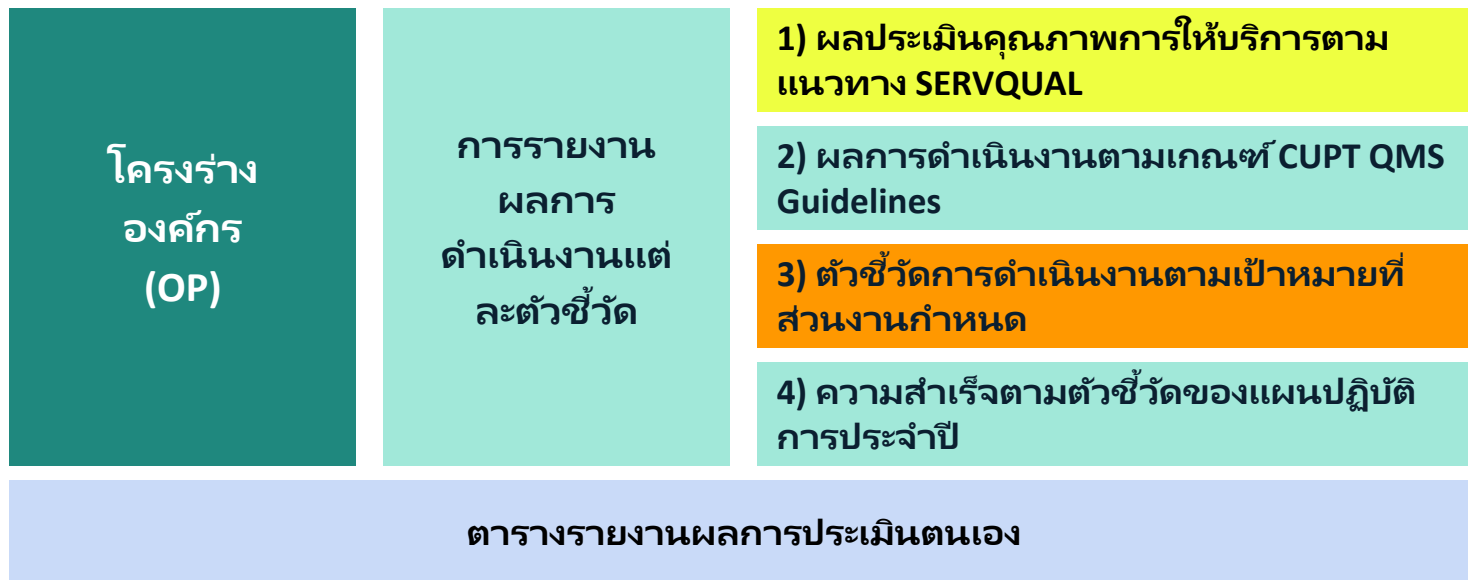 โครงร่าง
องค์กร
(OP)
การรายงาน
ผลการ
ดำเนินงานแต่
ละตัวชี้วัด
1) ผลประเมินคุณภาพการให้บริการตาม
แนวทาง SERVQUAL
2) ผลการดำเนินงานตามเกณฑ์ CUPT QMS
Guidelines
3) ตัวชี้วัดการดำเนินงานตามเป้าหมายที่
ส่วนงานกำหนด
4) ความสำเร็จตามตัวชี้วัดของแผนปฏิบัติ
การประจำปี
ตารางรายงานผลการประเมินตนเอง